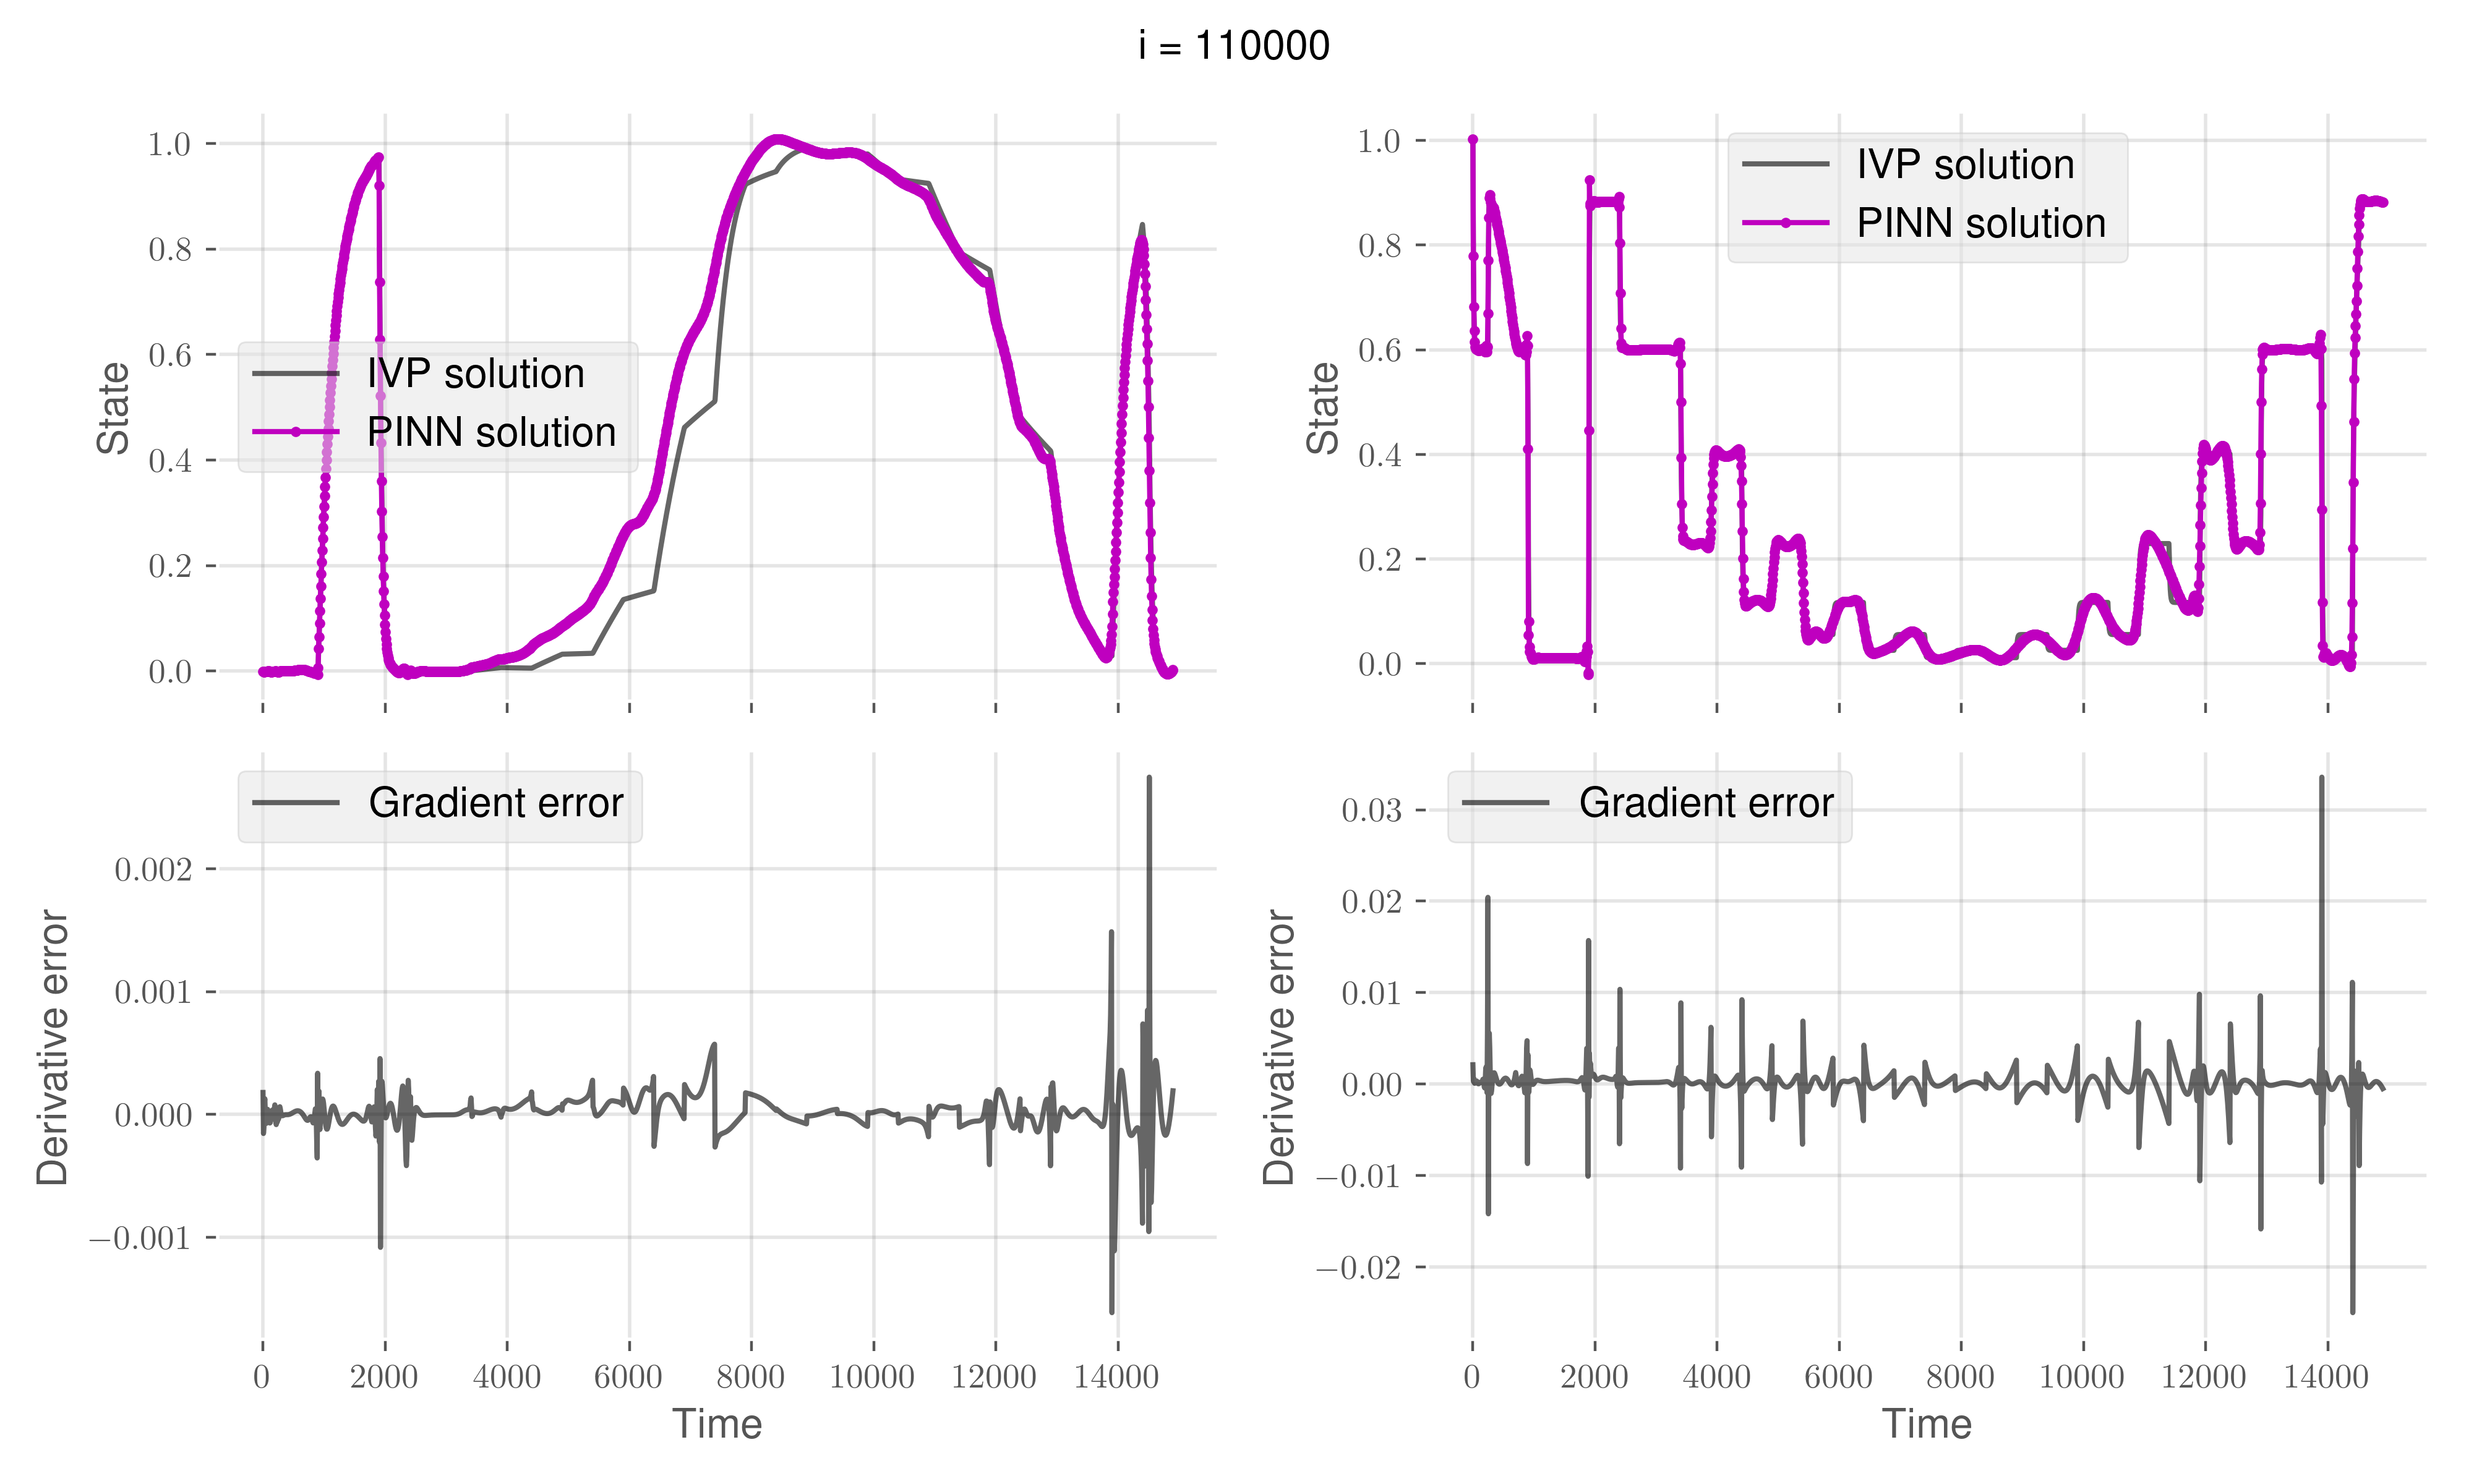 i = 110000
1.0
0.8
0.6
0.4
0.2
0.0
State
IVP solution
PINN solution
1.0
0.8
0.6
0.4
0.2
0.0
State
IVP solution
PINN solution
0.002
0.001
0.000
−0.001
Derivative error
Gradient error
0 2000 4000 6000 8000 10000 12000 14000
Time
0.03
0.02
0.01
0.00
−0.01
−0.02
Derivative error
Gradient error
0 2000 4000 6000 8000 10000 12000 14000
Time